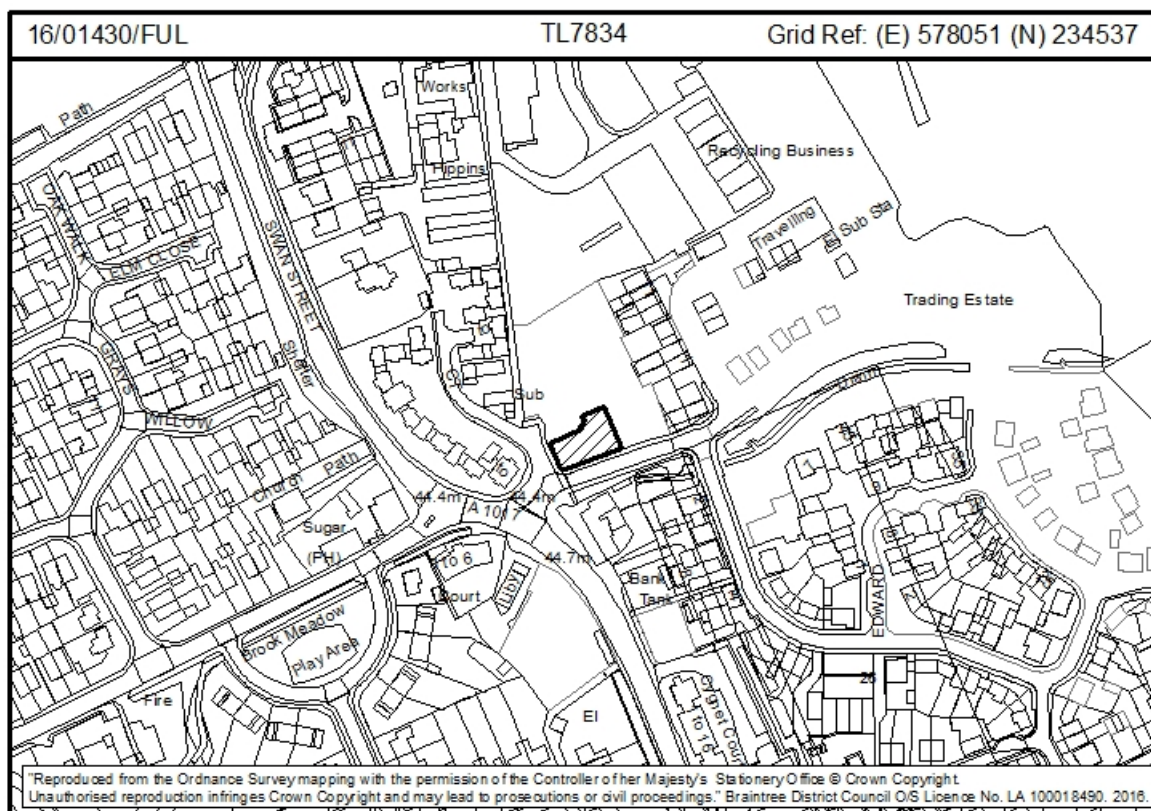 16/01430/FUL TL7834 Grid Ref: (E) 578051 (N) 234537
Works
Path
Hippins
Recycling Business
OAK WALK
Travelling
El Sub Sta
ELM CLOSE
SWAN STREET
Trading Estate
Shelter
GRAYS
to
Sub
WILLOW
Church Path
to
44.4m
44.4m
A 1017
Sugar
(PH)
44.7m
to 6
Court
Bank
Tank
Brook Meadow
Play Area
EDWARD
Fire
El
Cygnet Court
1 to 16
26
"Reproduced from the Ordnance Survey mapping with the permission of the Controller of her Majesty's Stationery Office © Crown Copyright.
Unauthorised reproduction infringes Crown Copyright and may lead to prosecutions or civil proceedings." Braintree District Council O/S Licence No. LA 100018490, 2016.